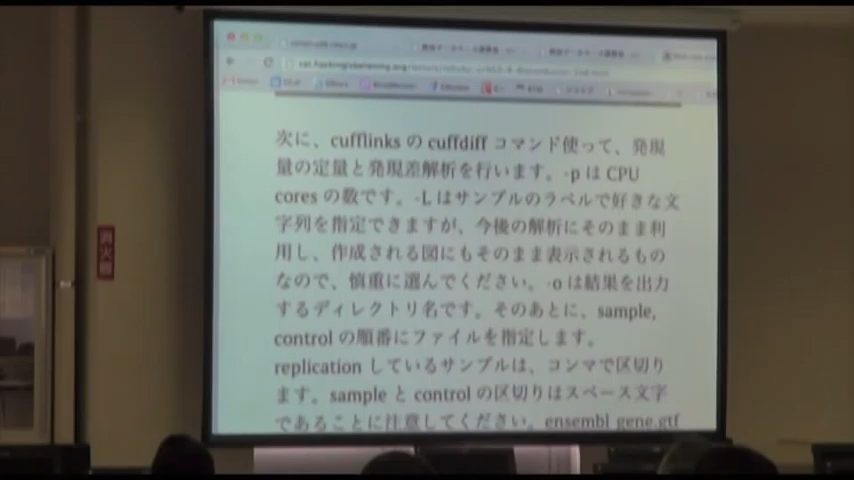 次に、cufflinks の cuffdiff コマンド使って、発現
量の定量と発現差解析を行います。-p は CPU
cores の数です。-L はサンプルのラベルで好きな文
字列を指定できますが、今後の解析にそのまま利
用し、作成される図にもそのまま表示されるもの
なので、慎重に選んでください。-o は結果を出力
するディレクトリ名です。そのあとに、sample,
control の順番にファイルを指定します。
replication しているサンプルは、コンマで区切り
ます。sample と control の区切りはスペース文字
であることに注意してください。ensembl_gene.gtf